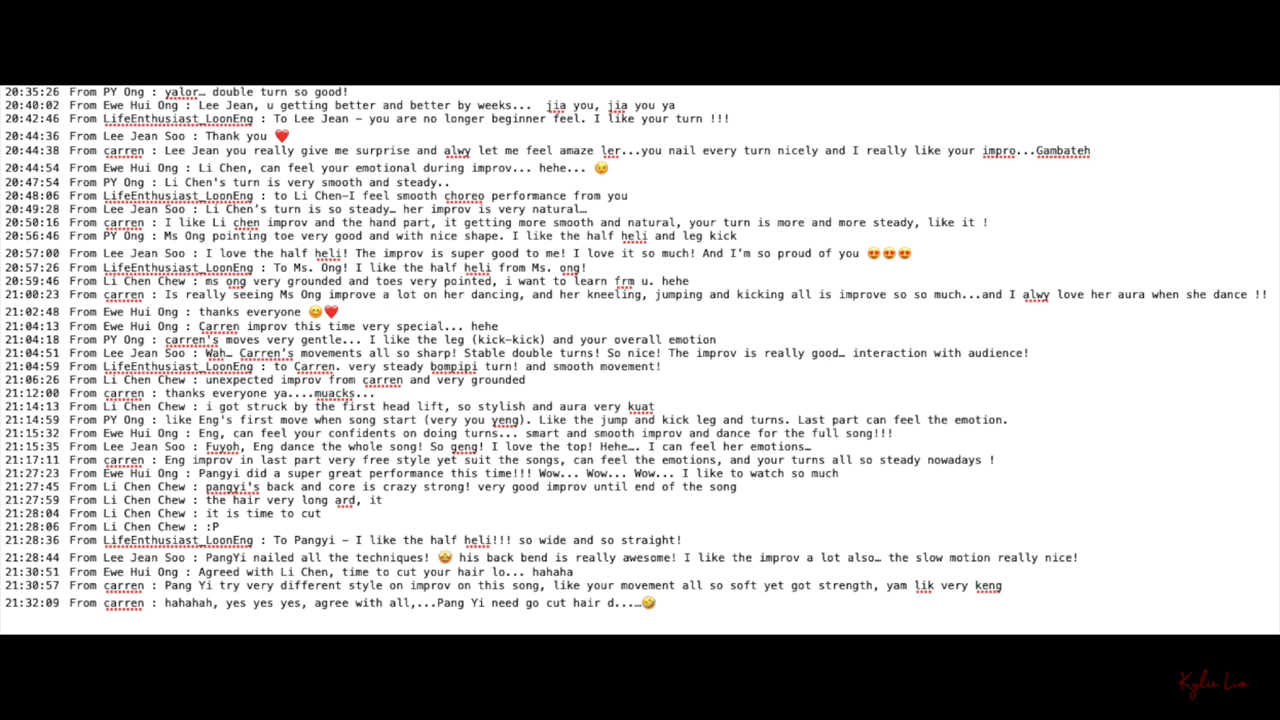 20:35:26 From PY Ong : yalor… double turn so good!
20:40:02 From Ewe Hui Ong : Lee Jean, u getting better and better by weeks... jia you, jia you ya
20:42:46 From LifeEnthusiast_LoonEng : To Lee Jean - you are no longer beginner feel. I like your turn !!!
20:44:36 From Lee Jean Soo : Thank you ❤️
20:44:38 From carren : Lee Jean you really give me surprise and alwy let me feel amaze ler...you nail every turn nicely and I really like your impro...Gambateh
20:44:54 From Ewe Hui Ong : Li Chen, can feel your emotional during improv... hehe... 😉
20:47:54 From PY Ong : Li Chen's turn is very smooth and steady..
20:48:06 From LifeEnthusiast_LoonEng : to Li Chen-I feel smooth choreo performance from you
20:49:28 From Lee Jean Soo : Li Chen’s turn is so steady… her improv is very natural…
20:50:16 From carren : I like Li chen improv and the hand part, it getting more smooth and natural, your turn is more and more steady, like it !
20:56:46 From PY Ong : Ms Ong pointing toe very good and with nice shape. I like the half heli and leg kick
20:57:00 From Lee Jean Soo : I love the half heli! The improv is super good to me! I love it so much! And I’m so proud of you 😍😍😍
20:57:26 From LifeEnthusiast_LoonEng : To Ms. Ong! I like the half heli from Ms. ong!
20:59:46 From Li Chen Chew : ms ong very grounded and toes very pointed, i want to learn frm u. hehe
21:00:23 From carren : Is really seeing Ms Ong improve a lot on her dancing, and her kneeling, jumping and kicking all is improve so so much...and I alwy love her aura when she dance !!
21:02:48 From Ewe Hui Ong : thanks everyone 😊❤️
21:04:13 From Ewe Hui Ong : Carren improv this time very special... hehe
21:04:18 From PY Ong : carren's moves very gentle... I like the leg (kick-kick) and your overall emotion
21:04:51 From Lee Jean Soo : Wah… Carren’s movements all so sharp! Stable double turns! So nice! The improv is really good… interaction with audience!
21:04:59 From LifeEnthusiast_LoonEng : to Carren. very steady bompipi turn! and smooth movement!
21:06:26 From Li Chen Chew : unexpected improv from carren and very grounded
21:12:00 From carren : thanks everyone ya....muacks...
21:14:13 From Li Chen Chew : i got struck by the first head lift, so stylish and aura very kuat
21:14:59 From PY Ong : like Eng's first move when song start (very you yeng). Like the jump and kick leg and turns. Last part can feel the emotion.
21:15:32 From Ewe Hui Ong : Eng, can feel your confidents on doing turns... smart and smooth improv and dance for the full song!!!
21:15:35 From Lee Jean Soo : Fuyoh, Eng dance the whole song! So geng! I love the top! Hehe…. I can feel her emotions…
21:17:11 From carren : Eng improv in last part very free style yet suit the songs, can feel the emotions, and your turns all so steady nowadays !
21:27:23 From Ewe Hui Ong : Pangyi did a super great performance this time!!! Wow... Wow... Wow... I like to watch so much
21:27:45 From Li Chen Chew : pangyi's back and core is crazy strong! very good improv until end of the song
21:27:59 From Li Chen Chew : the hair very long ard, it
21:28:04 From Li Chen Chew : it is time to cut
21:28:06 From Li Chen Chew : :P
21:28:36 From LifeEnthusiast_LoonEng : To Pangyi - I like the half heli!!! so wide and so straight!
21:28:44 From Lee Jean Soo : PangYi nailed all the techniques! 🤩 his back bend is really awesome! I like the improv a lot also… the slow motion really nice!
21:30:51 From Ewe Hui Ong : Agreed with Li Chen, time to cut your hair lo... hahaha
21:30:57 From carren : Pang Yi try very different style on improv on this song, like your movement all so soft yet got strength, yam lik very keng
21:32:09 From carren : hahahah, yes yes yes, agree with all,...Pang Yi need go cut hair d...…🤣
Kylie Lim